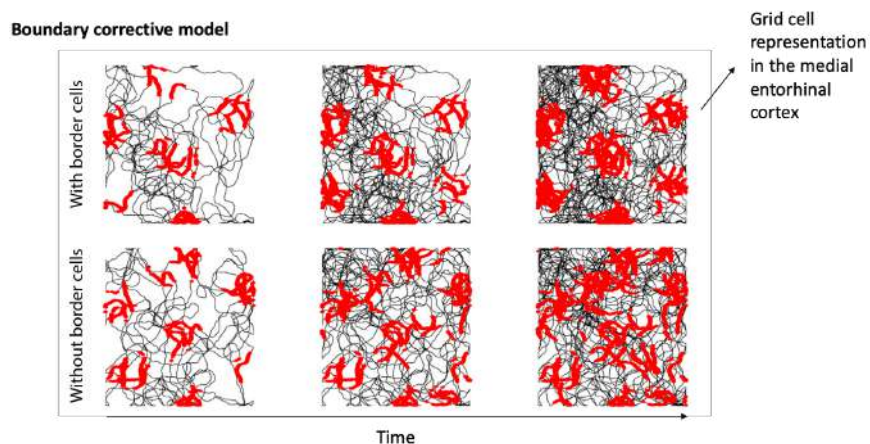 Boundary corrective model
Grid cell
representation
in the medial
entorhinal
cortex
With border cells
Without border cells
Time